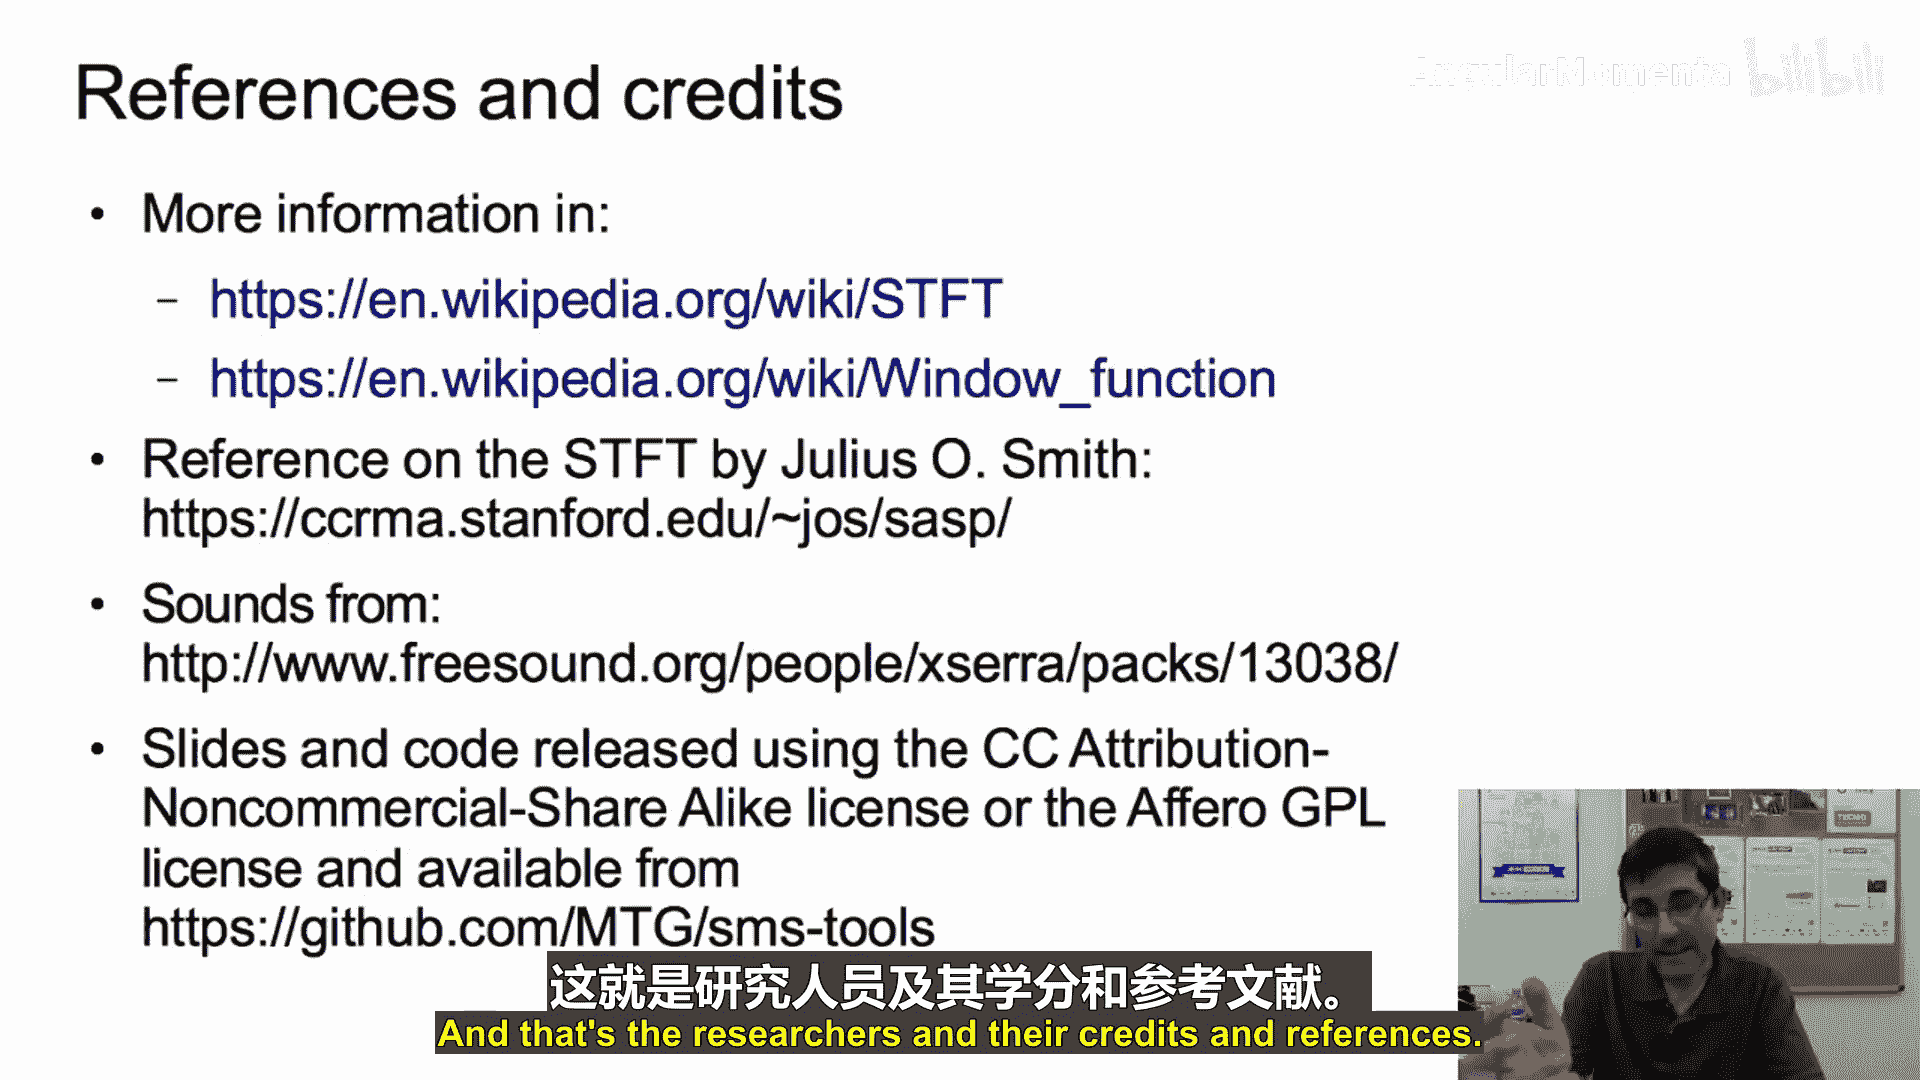 References and credits
AngularMomenta bilibili
• More information in:
– https://en.wikipedia.org/wiki/STFT
– https://en.wikipedia.org/wiki/Window_function
• Reference on the STFT by Julius O. Smith:
https://ccrma.stanford.edu/~jos/sasp/
• Sounds from:
http://www.freesound.org/people/xserra/packs/13038/
• Slides and code released using the CC Attribution-
Noncommercial-Share Alike license or the Affero GPL
license and available from
https://github.com/MTG/sms-tools
这就是研究人员及其学分和参考文献。
And that's the researchers and their credits and references.